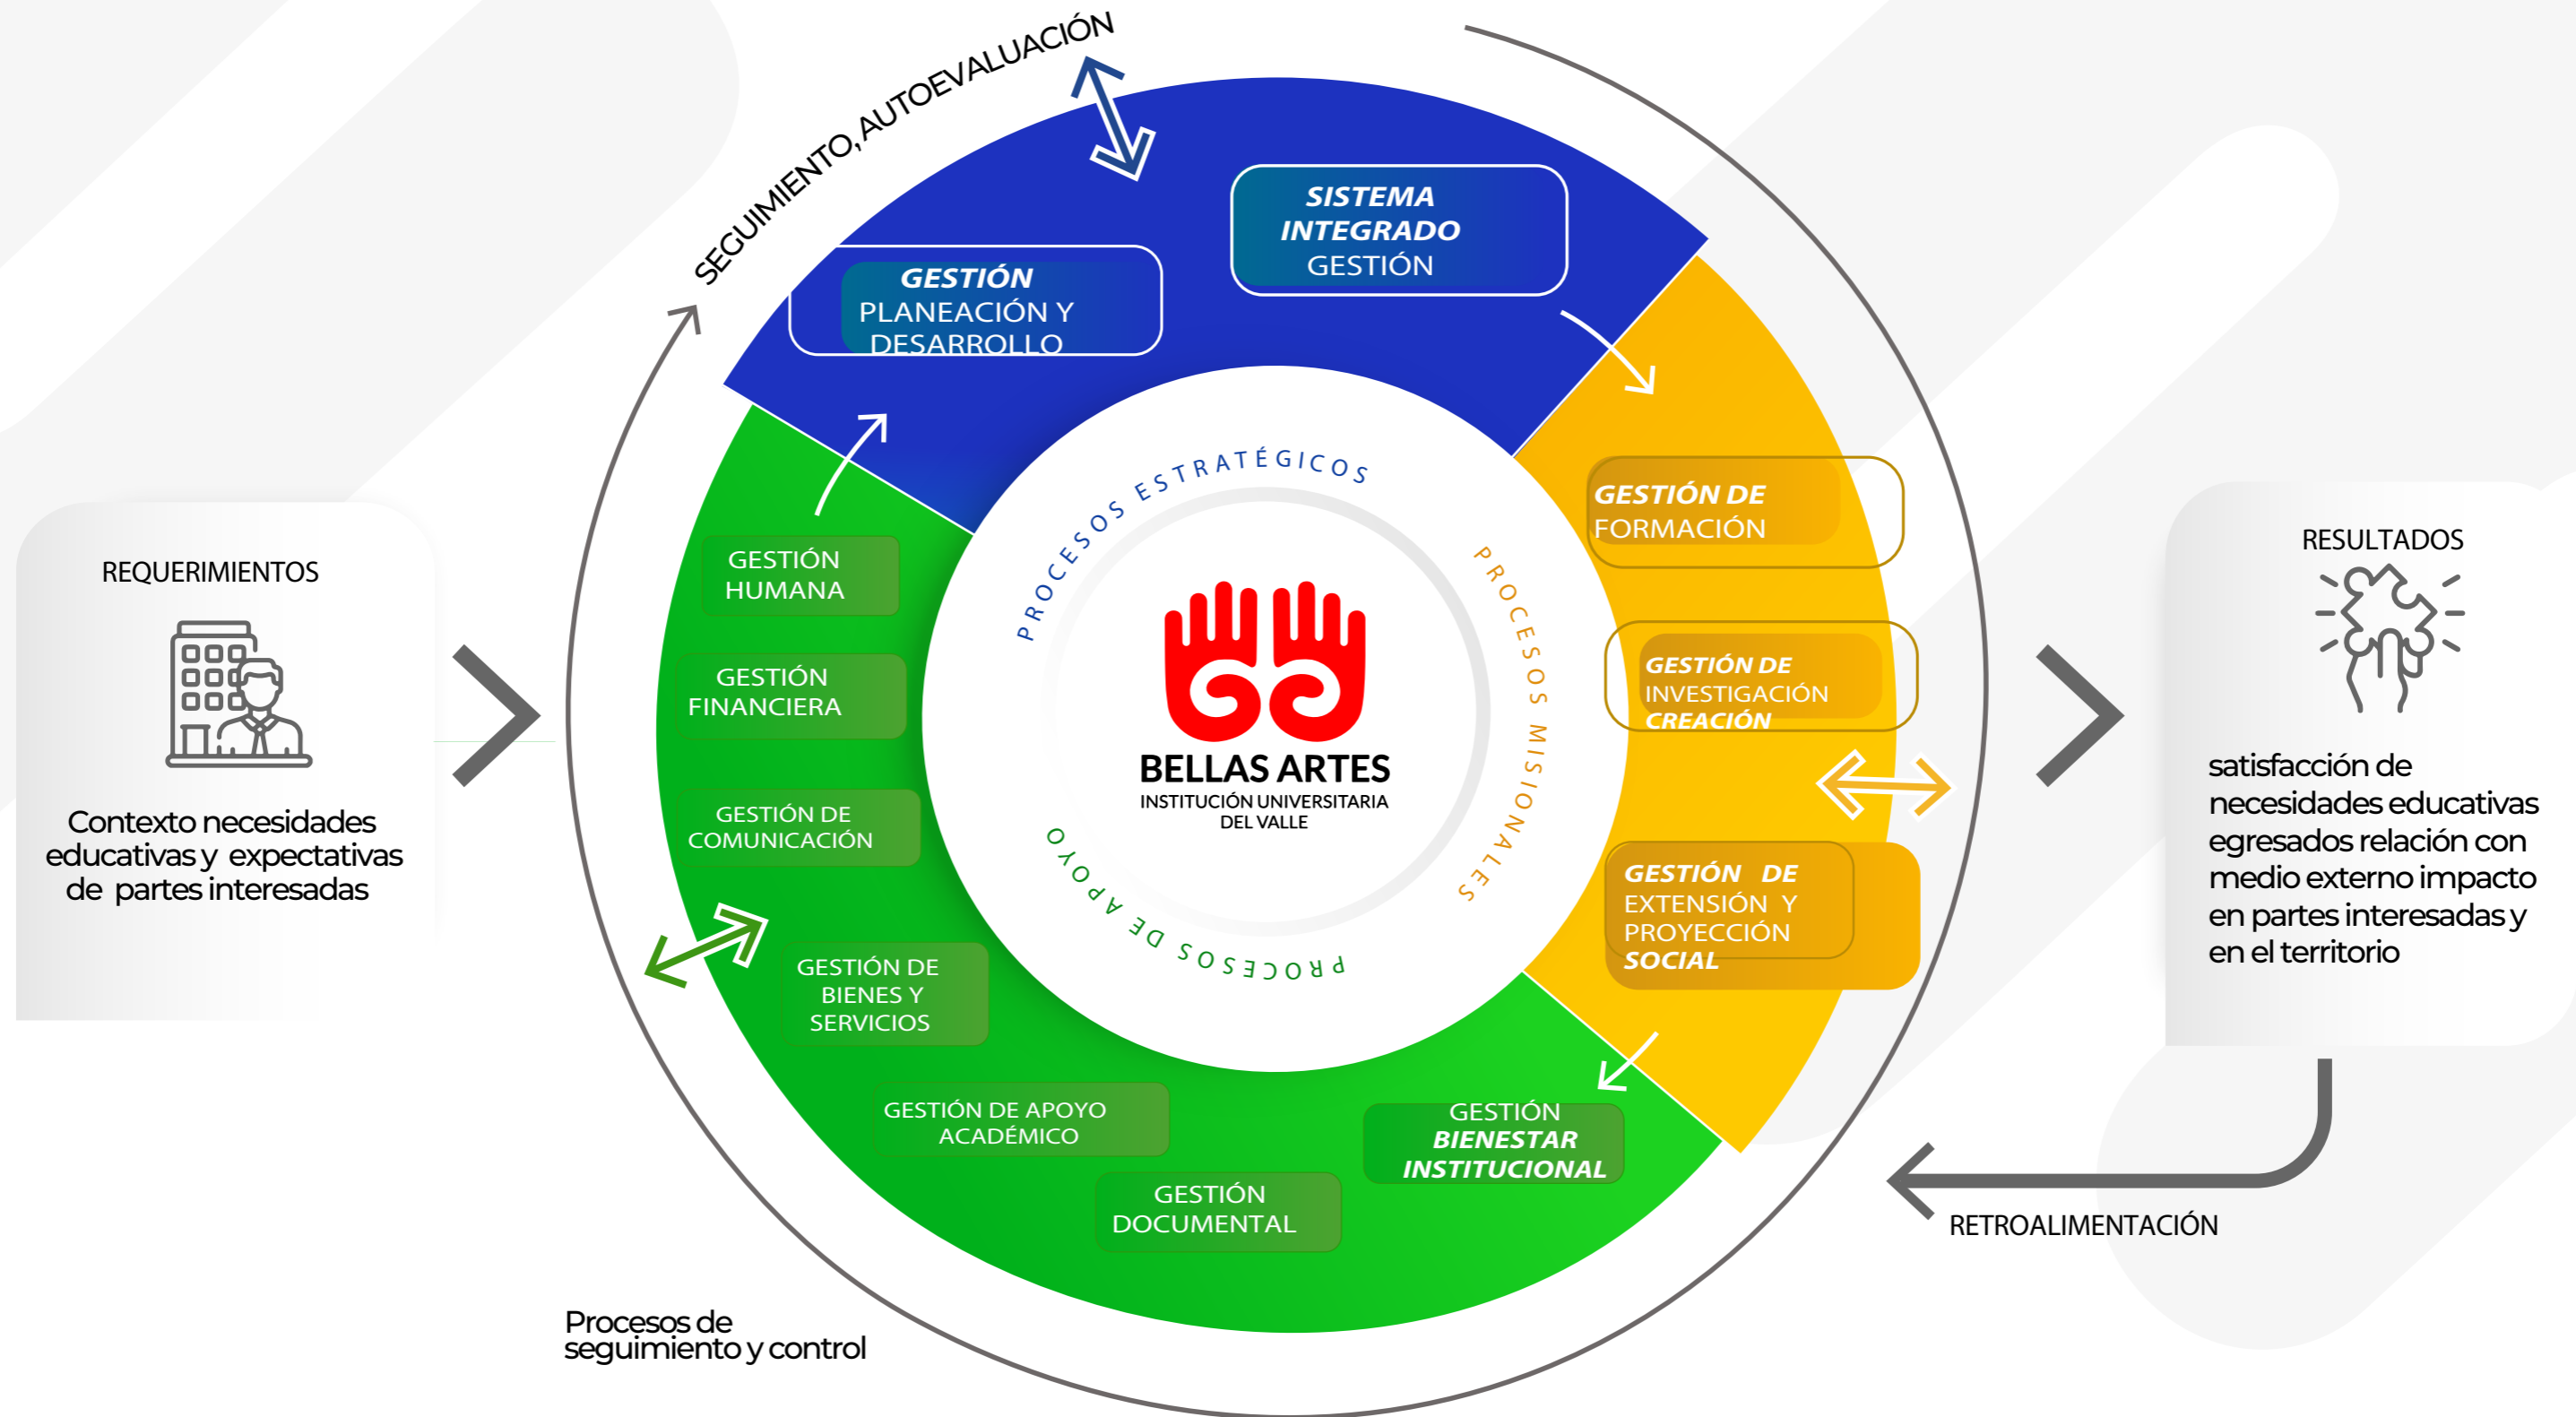 SEGUIMIENTO, AUTOEVALUACIÓN
SISTEMA
INTEGRADO
GESTIÓN
GESTIÓN
PLANEACIÓN Y
DESARROLLO
REQUERIMIENTOS
Contexto necesidades
educativas y expectativas
de partes interesadas
GESTIÓN
HUMANA
GESTIÓN
FINANCIERA
GESTIÓN DE
COMUNICACIÓN
GESTIÓN DE
BIENES Y
SERVICIOS
GESTIÓN DE APOYO
ACADÉMICO
GESTIÓN
DOCUMENTAL
GESTIÓN
BIENESTAR
INSTITUCIONAL
PROCESOS ESTRATÉGICOS
PROCESOS MISIONALES
PROCESOS DE APOYO
BELLAS ARTES
INSTITUCIÓN UNIVERSITARIA
DEL VALLE
GESTIÓN DE
FORMACIÓN
GESTIÓN DE
INVESTIGACIÓN
CREACIÓN
GESTIÓN DE
EXTENSIÓN Y
PROYECCIÓN
SOCIAL
RESULTADOS
satisfacción de
necesidades educativas
egresados relación con
medio externo impacto
en partes interesadas y
en el territorio
RETROALIMENTACIÓN
Procesos de
seguimiento y control